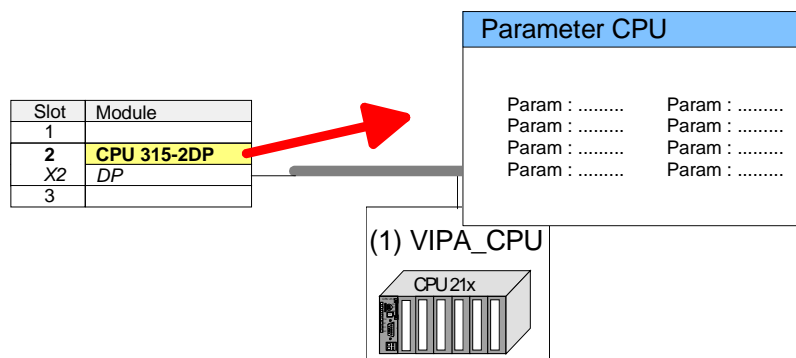 Parameter CPU
Param : ......... Param : .........
Param : ......... Param : .........
Param : ......... Param : .........
Param : ......... Param : .........
Slot Module
1
2 CPU 315-2DP
X2 DP
3
(1) VIPA_CPU
CPU 21x